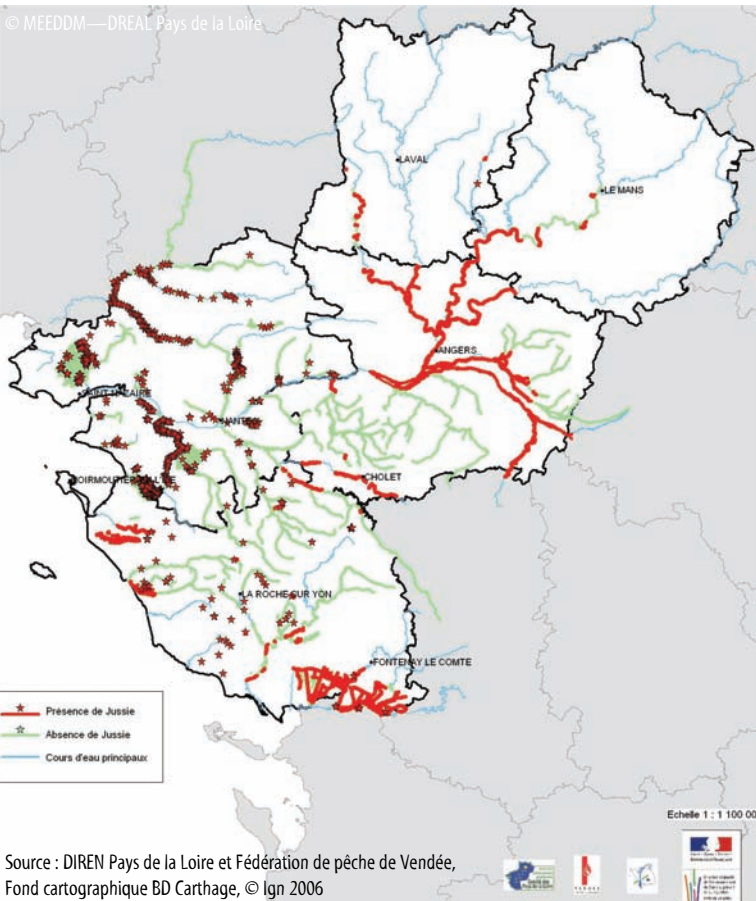 © MEEDDM—DREAL Pays de la Loire
LAVAL
LE MANS
ANGERS
SAINT NAZAIRE
NANTES
NOIRMOUTIER EN L'ILE
CHOLET
LA ROCHE SUR YON
FONTENAY LE COMTE
Présence de Jussie
Absence de Jussie
Cours d'eau principaux
Echelle 1 : 1 100 00
Source : DIREN Pays de la Loire et Fédération de pêche de Vendée,
Fond cartographique BD Carthage, © Ign 2006